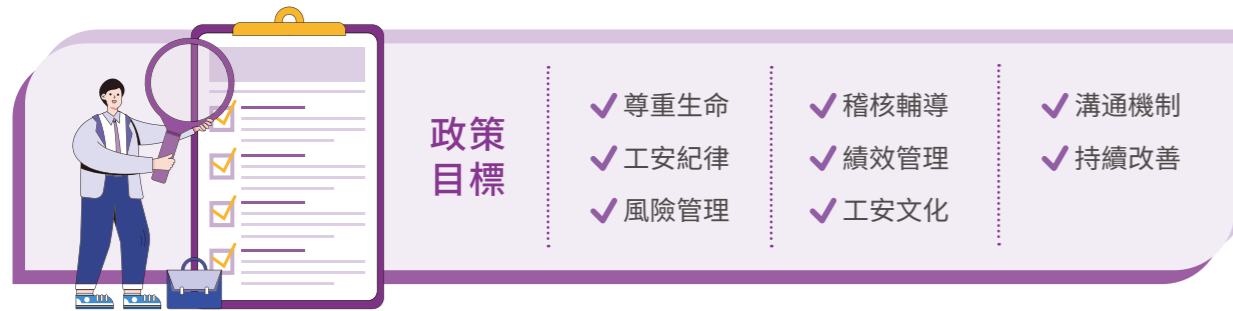 政策
目標
尊重生命
工安紀律
風險管理
稽核輔導
績效管理
工安文化
溝通機制
持續改善